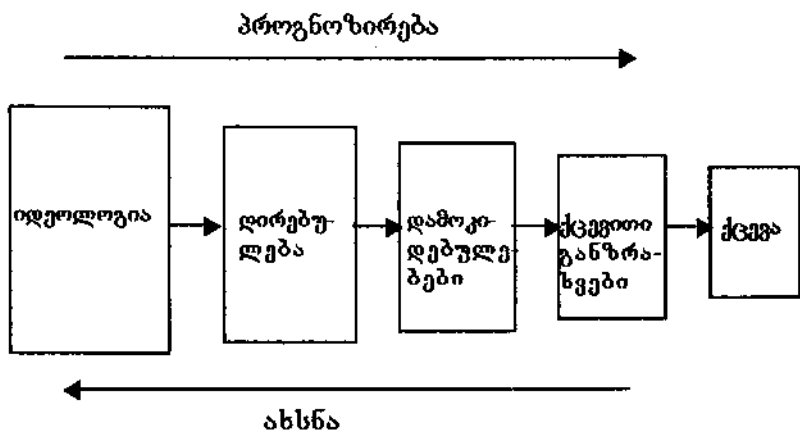 პროგნოზირება
იდეოლოგია
ღირებუ-
ლება
დამოკი-
დებულე
ბები
ქცევითი
განზრა-
ხვები
ქცევა
ახსნა